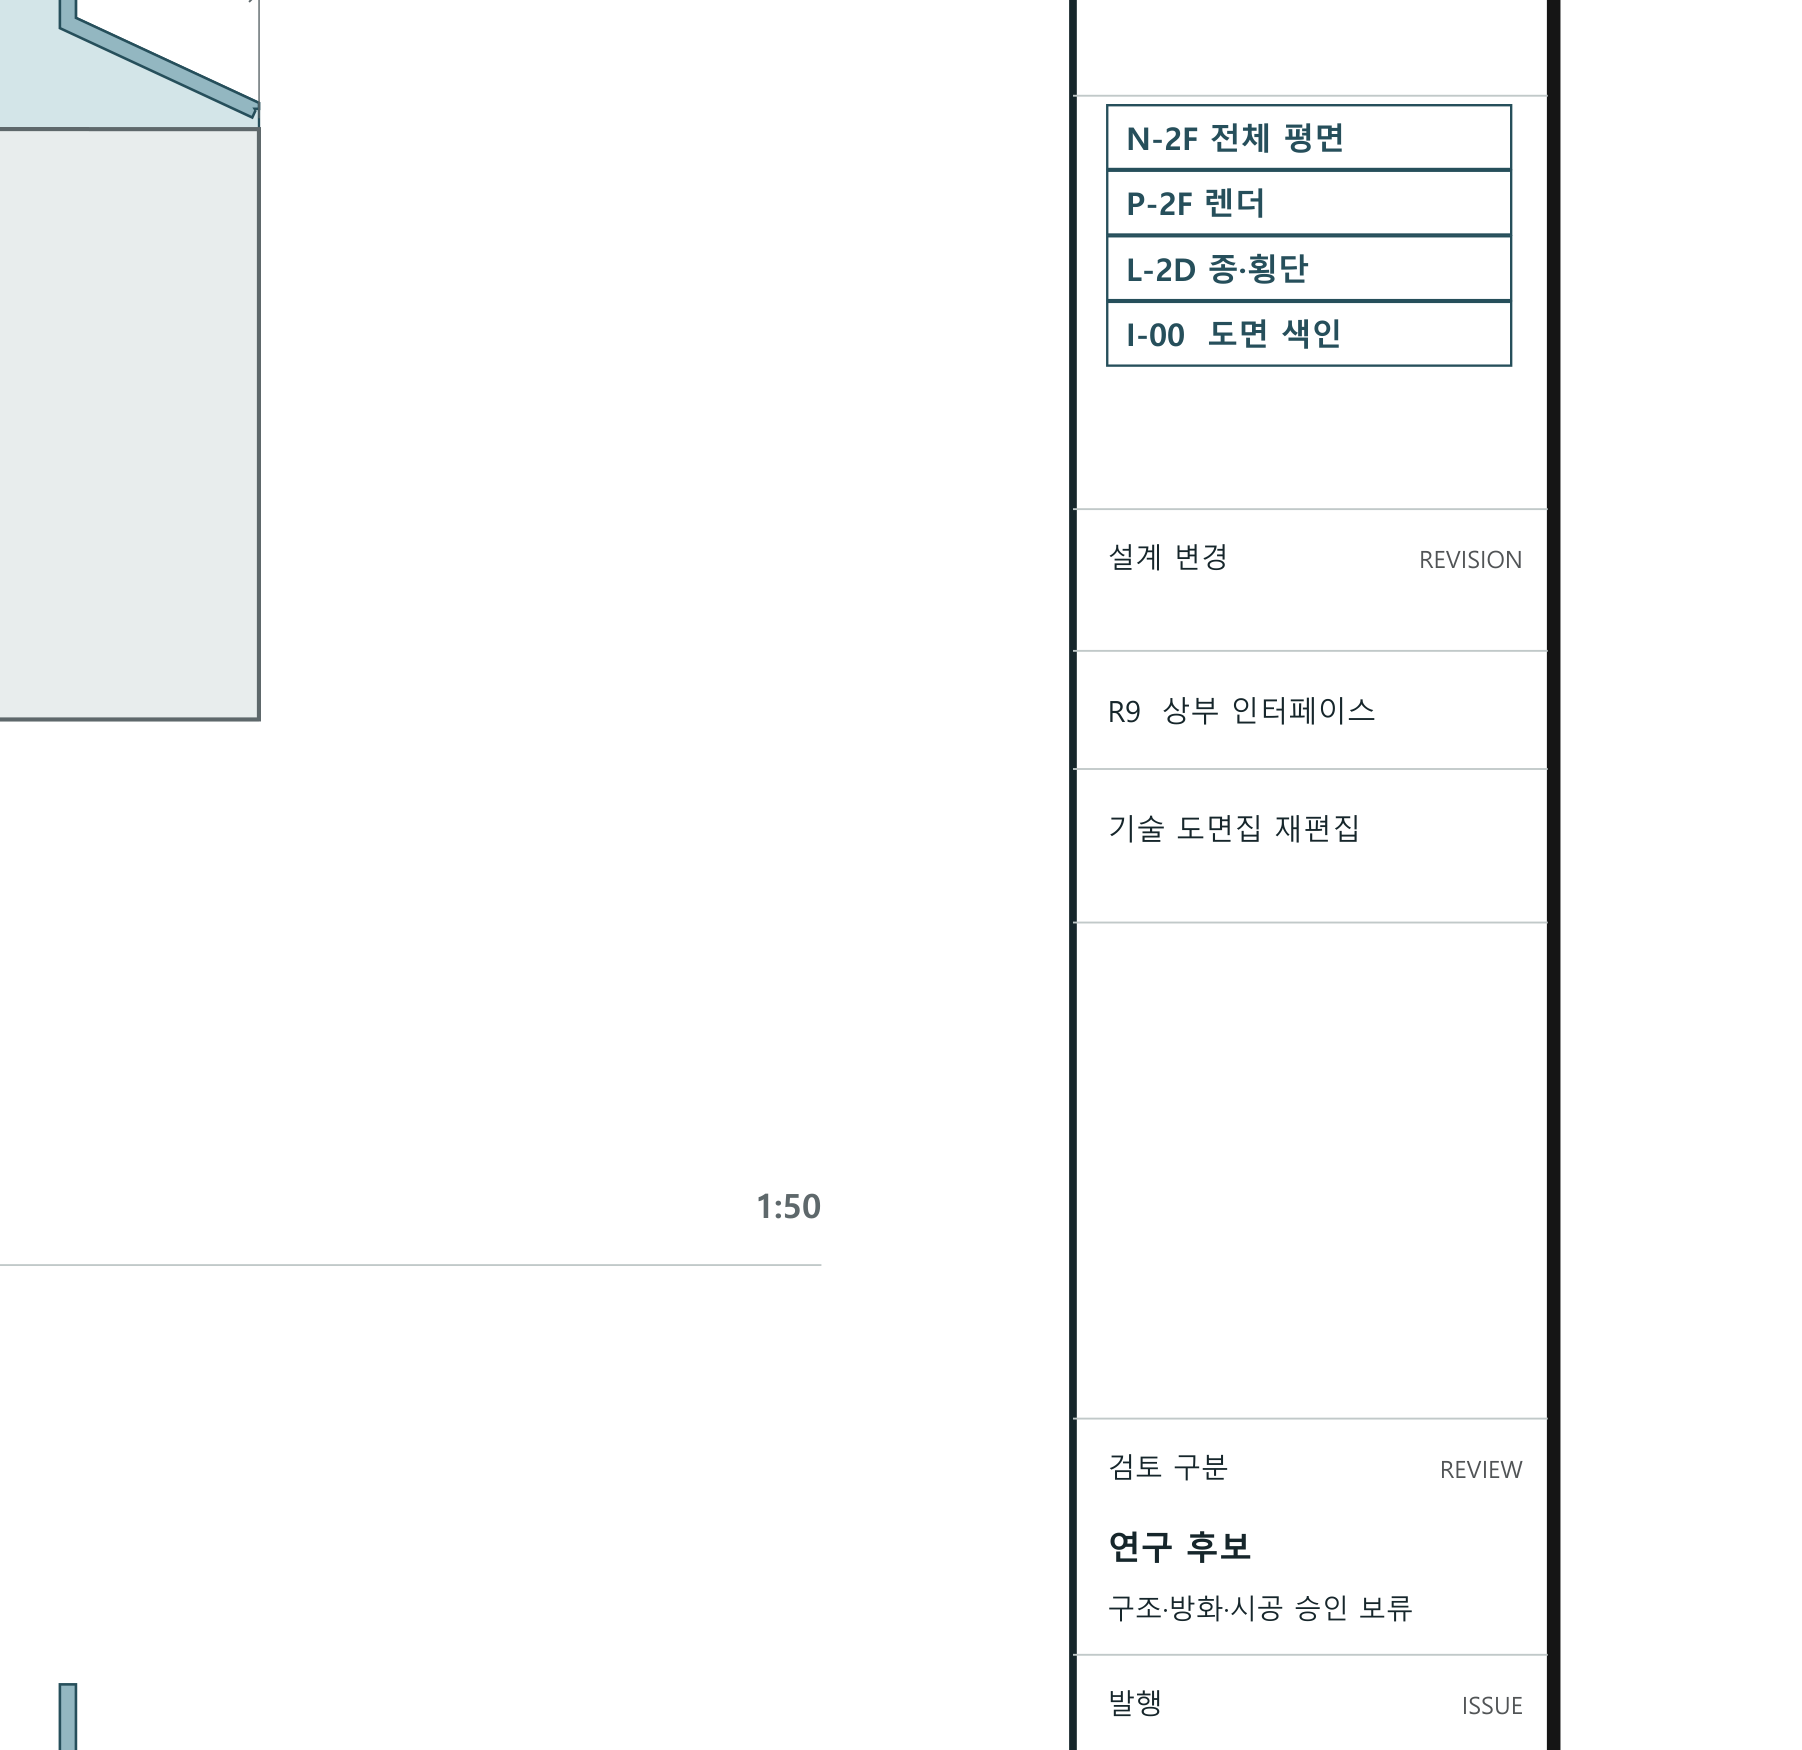 N-2F 전체 평면
P-2F 렌더
L-2D 종·횡단
I-00 도면 색인
설계 변경 REVISION
R9 상부 인터페이스
기술 도면집 재편집
1:50
검토 구분 REVIEW
연구 후보
구조·방화·시공 승인 보류
발행 ISSUE